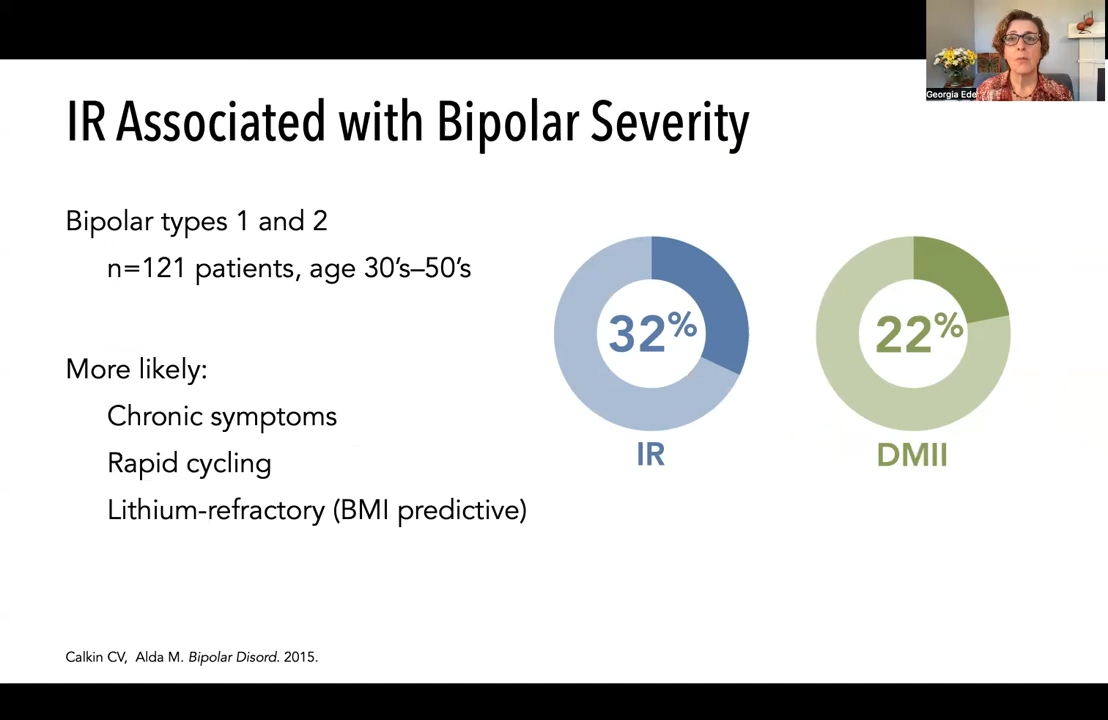 Georgia Ede
IR Associated with Bipolar Severity
Bipolar types 1 and 2
n=121 patients, age 30’s–50’s
More likely:
Chronic symptoms
Rapid cycling
Lithium-refractory (BMI predictive)
32%
IR
22%
DMII
Calkin CV, Alda M. Bipolar Disord. 2015.